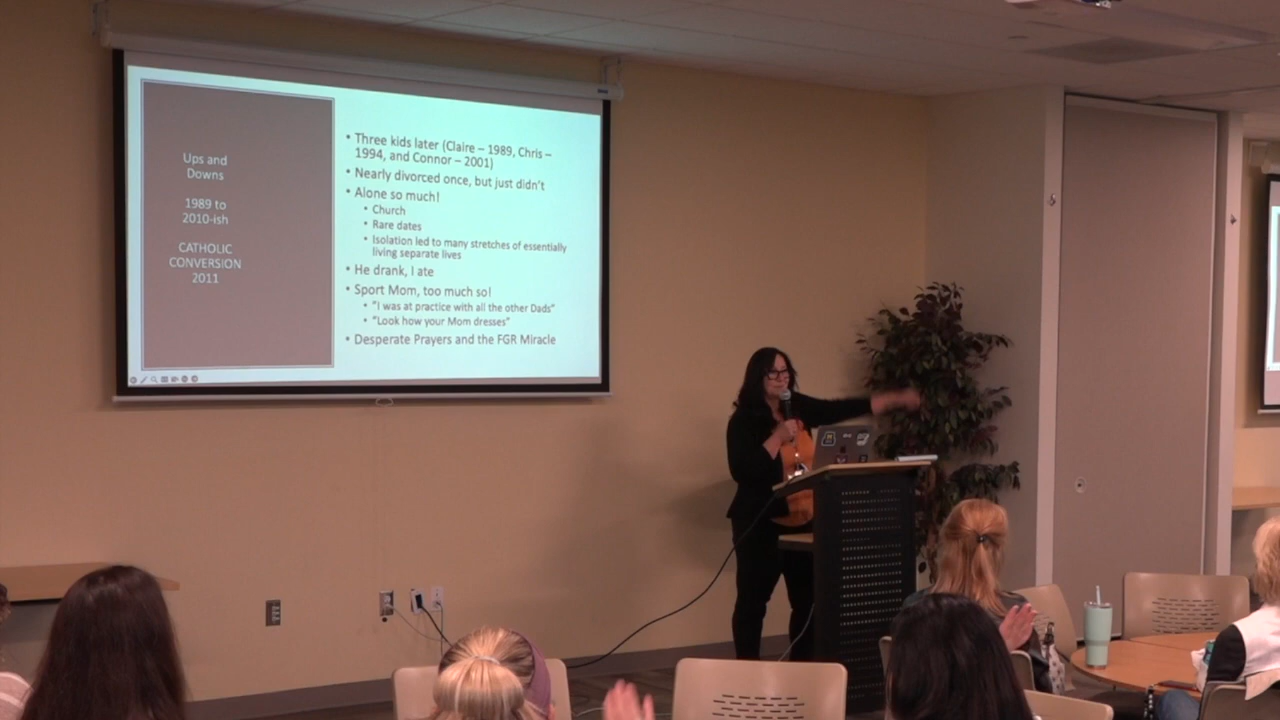 Ups and
Downs
1989 to
2010-ish
CATHOLIC
CONVERSION
2011
• Three kids later (Claire – 1989, Chris –
1994, and Connor – 2001)
• Nearly divorced once, but just didn't
• Alone so much!
• Church
• Rare dates
• Isolation led to many stretches of essentially
living separate lives
• He drank, I ate
• Sport Mom, too much so!
• "I was at practice with all the other Dads"
• "Look how your Mom dresses"
• Desperate Prayers and the FGR Miracle